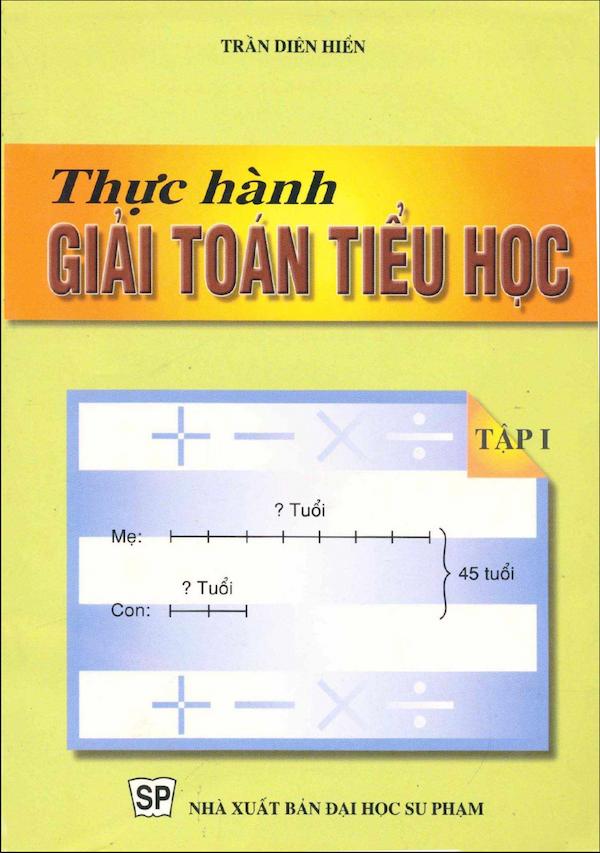 TRẦN DIÊN HIỂN
Thực hành
GIẢI TOÁN TIỂU HỌC
TẬP I
? Tuổi
Mẹ:
45 tuổi
? Tuổi
Con:
SP
NHÀ XUẤT BẢN ĐẠI HỌC SƯ PHẠM